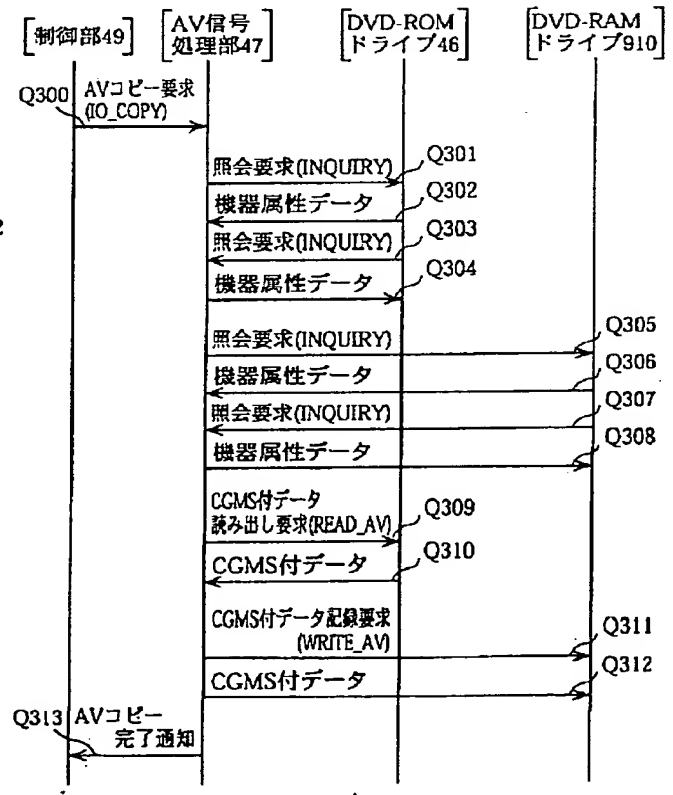 [制御部49]
[AV信号
処理部47]
[DVD-ROM
ドライブ46]
[DVD-RAM
ドライブ910]
Q300
AVコピー要求
(IO_COPY)
照会要求(INQUIRY)
Q301
機器属性データ
Q302
照会要求(INQUIRY)
Q303
機器属性データ
Q304
照会要求(INQUIRY)
Q305
機器属性データ
Q306
照会要求(INQUIRY)
Q307
機器属性データ
Q308
CGMS付データ
読み出し要求(READ_AV)
Q309
CGMS付データ
Q310
CGMS付データ記録要求
(WRITE_AV)
Q311
CGMS付データ
Q312
Q313
AVコピー
完了通知